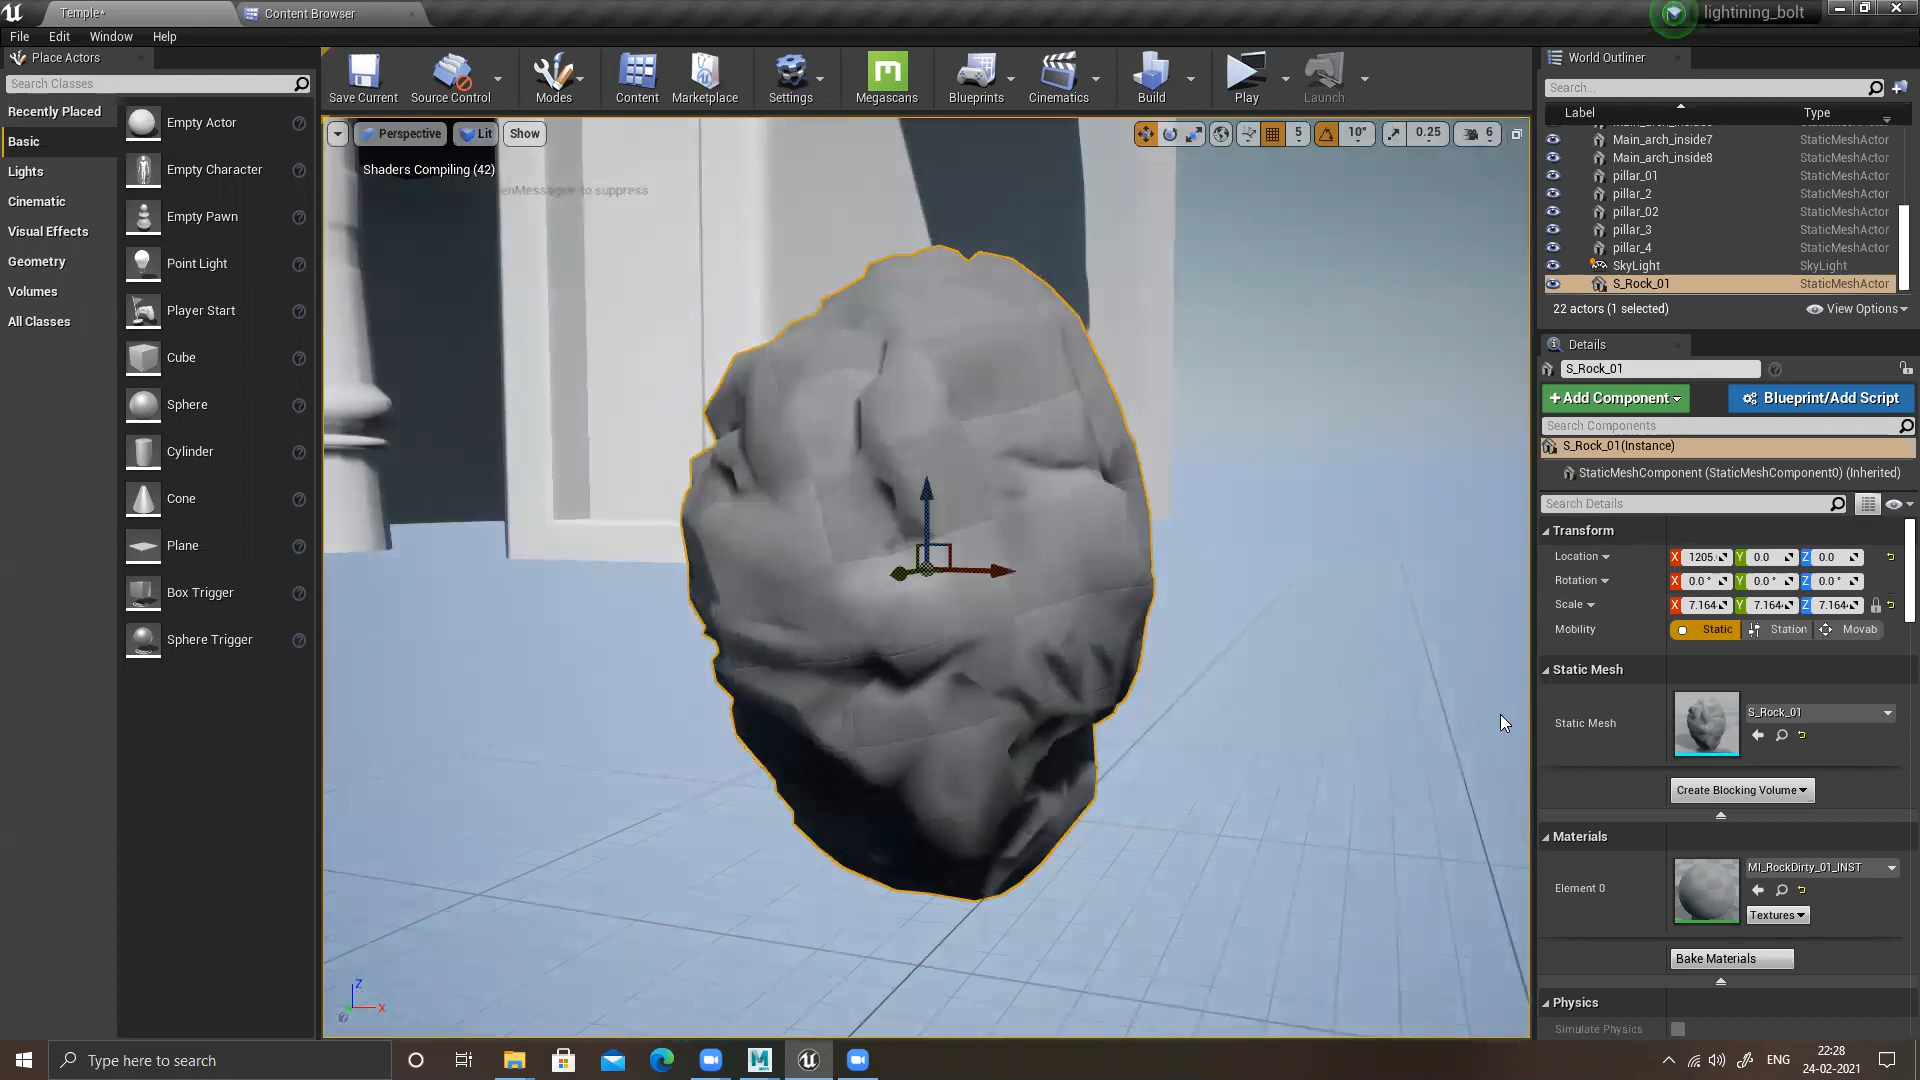 Temple*
Content Browser
lightining_bolt
File Edit Window Help
Place Actors
Search Classes
Recently Placed
Basic
Lights
Cinematic
Visual Effects
Geometry
Volumes
All Classes
Empty Actor
Empty Character
Empty Pawn
Point Light
Player Start
Cube
Sphere
Cylinder
Cone
Plane
Box Trigger
Sphere Trigger
Save Current
Source Control
Modes
Content
Marketplace
Settings
Megascans
Blueprints
Cinematics
Build
Play
Launch
Perspective Lit Show
5 10° 0.25 6
Shaders Compiling (42)
enMessages to suppress
World Outliner
Search...
Label Type
Main_arch_inside7 StaticMeshActor
Main_arch_inside8 StaticMeshActor
pillar_01 StaticMeshActor
pillar_2 StaticMeshActor
pillar_02 StaticMeshActor
pillar_3 StaticMeshActor
pillar_4 StaticMeshActor
SkyLight SkyLight
S_Rock_01 StaticMeshActor
22 actors (1 selected) View Options
Details
S_Rock_01
+Add Component Blueprint/Add Script
Search Components
S_Rock_01(Instance)
StaticMeshComponent (StaticMeshComponent0) (Inherited)
Search Details
Transform
Location X 1205. Y 0.0 Z 0.0
Rotation X 0.0 ° Y 0.0 ° Z 0.0 °
Scale X 7.164 Y 7.164 Z 7.164
Mobility Static Station Movab
Static Mesh
Static Mesh S_Rock_01
Create Blocking Volume
Materials
Element 0 MI_RockDirty_01_INST
Textures
Bake Materials
Physics
Simulate Physics
Z
X
Type here to search
ENG
22:28
24-02-2021